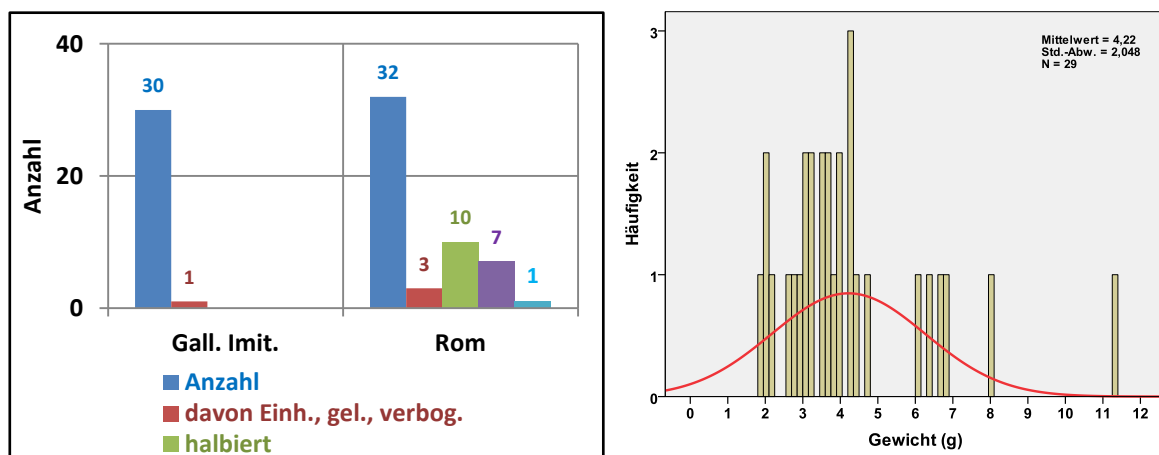 40
20
0
Anzahl
30
1
32
3
10
7
1
Gall. Imit.
Rom
Anzahl
davon Einh., gel., verbog.
halbiert
Mittelwert = 4,22
Std.-Abw. = 2,048
N = 29
3
2
1
0
Häufigkeit
0 1 2 3 4 5 6 7 8 9 10 11 12
Gewicht (g)